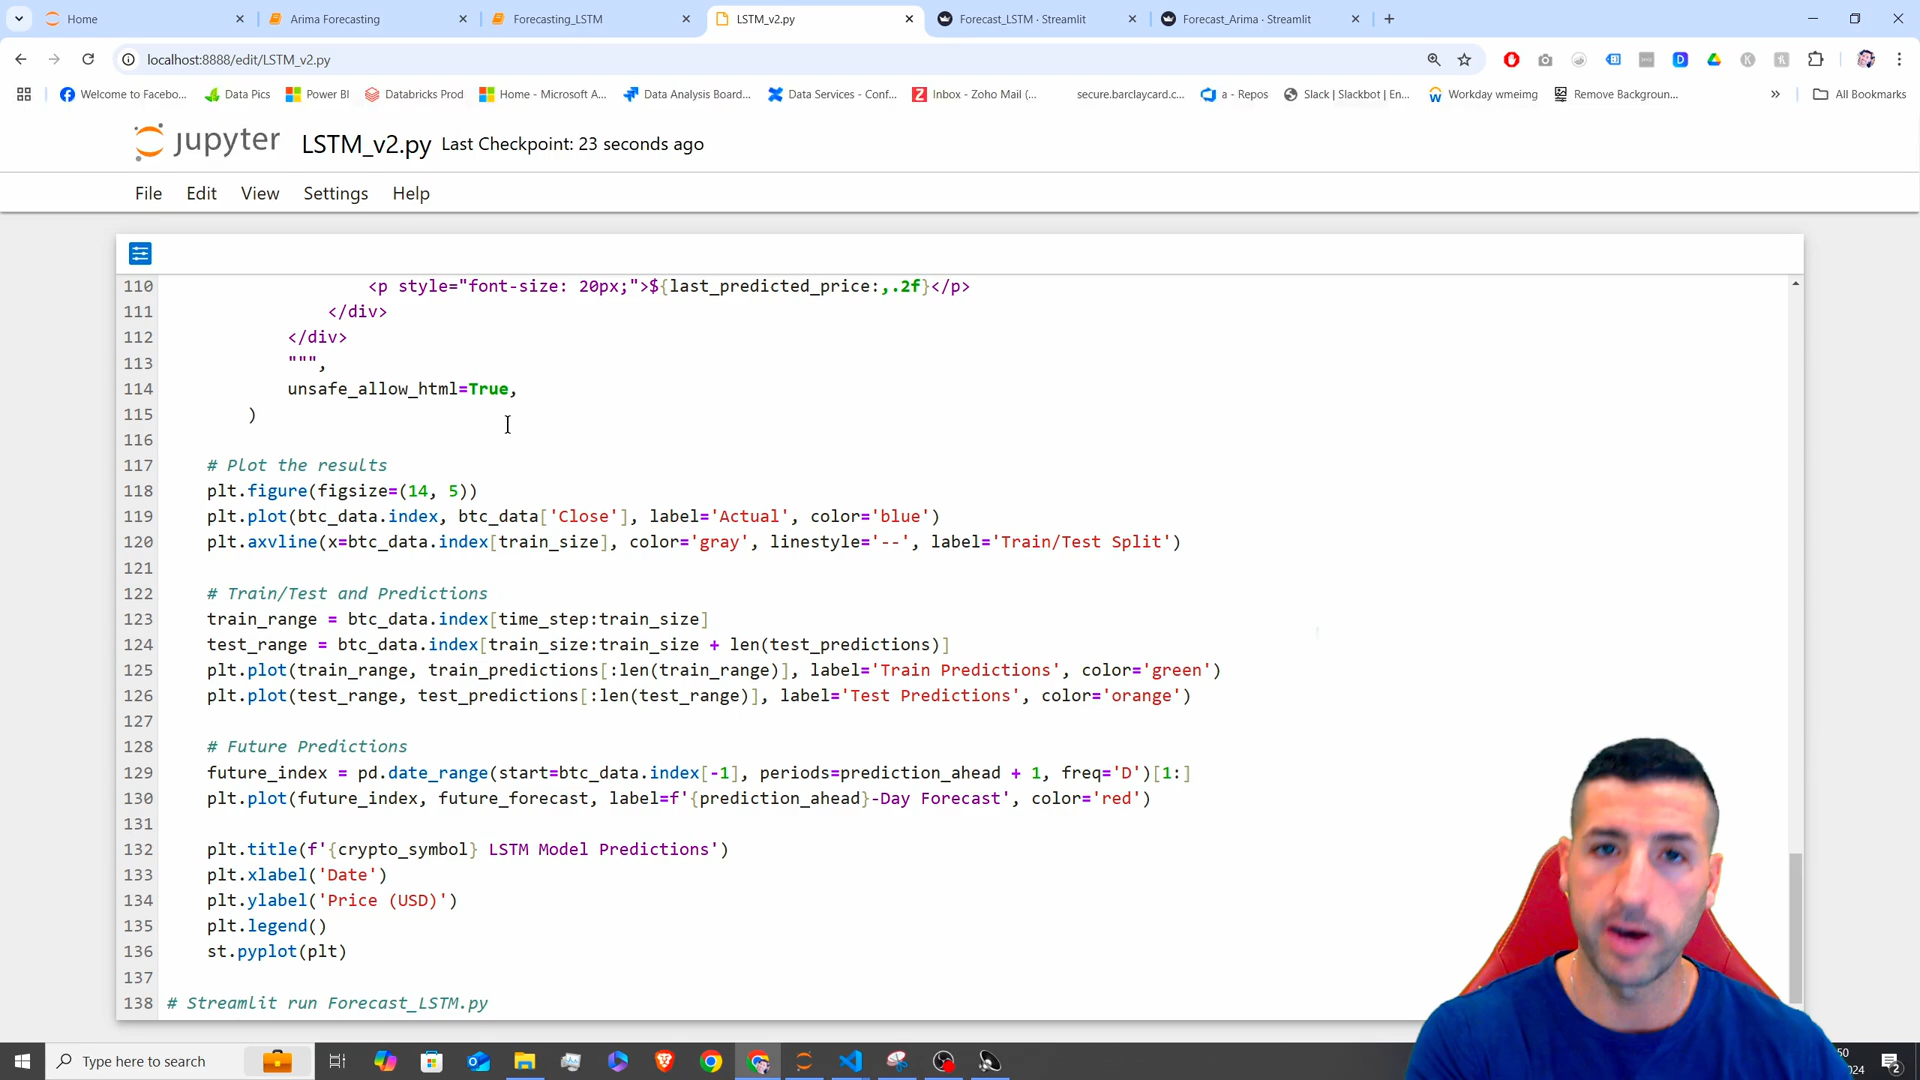 Home
Arima Forecasting
Forecasting_LSTM
LSTM_v2.py
Forecast_LSTM · Streamlit
Forecast_Arima · Streamlit
localhost:8888/edit/LSTM_v2.py
Welcome to Facebo...
Data Pics
Power BI
Databricks Prod
Home - Microsoft A...
Data Analysis Board...
Data Services - Conf...
Inbox - Zoho Mail (...
secure.barclaycard.c...
a - Repos
Slack | Slackbot | En...
Workday wmeimg
Remove Backgroun...
All Bookmarks
jupyter LSTM_v2.py Last Checkpoint: 23 seconds ago
File Edit View Settings Help
110 <p style="font-size: 20px;">${last_predicted_price:,.2f}</p>
111 </div>
112 </div>
113 """,
114 unsafe_allow_html=True,
115 )
116
117 # Plot the results
118 plt.figure(figsize=(14, 5))
119 plt.plot(btc_data.index, btc_data['Close'], label='Actual', color='blue')
120 plt.axvline(x=btc_data.index[train_size], color='gray', linestyle='--', label='Train/Test Split')
121
122 # Train/Test and Predictions
123 train_range = btc_data.index[time_step:train_size]
124 test_range = btc_data.index[train_size:train_size + len(test_predictions)]
125 plt.plot(train_range, train_predictions[:len(train_range)], label='Train Predictions', color='green')
126 plt.plot(test_range, test_predictions[:len(test_range)], label='Test Predictions', color='orange')
127
128 # Future Predictions
129 future_index = pd.date_range(start=btc_data.index[-1], periods=prediction_ahead + 1, freq='D')[1:]
130 plt.plot(future_index, future_forecast, label=f'{prediction_ahead}-Day Forecast', color='red')
131
132 plt.title(f'{crypto_symbol} LSTM Model Predictions')
133 plt.xlabel('Date')
134 plt.ylabel('Price (USD)')
135 plt.legend()
136 st.pyplot(plt)
137
138 # Streamlit run Forecast_LSTM.py
Type here to search
50
024
2